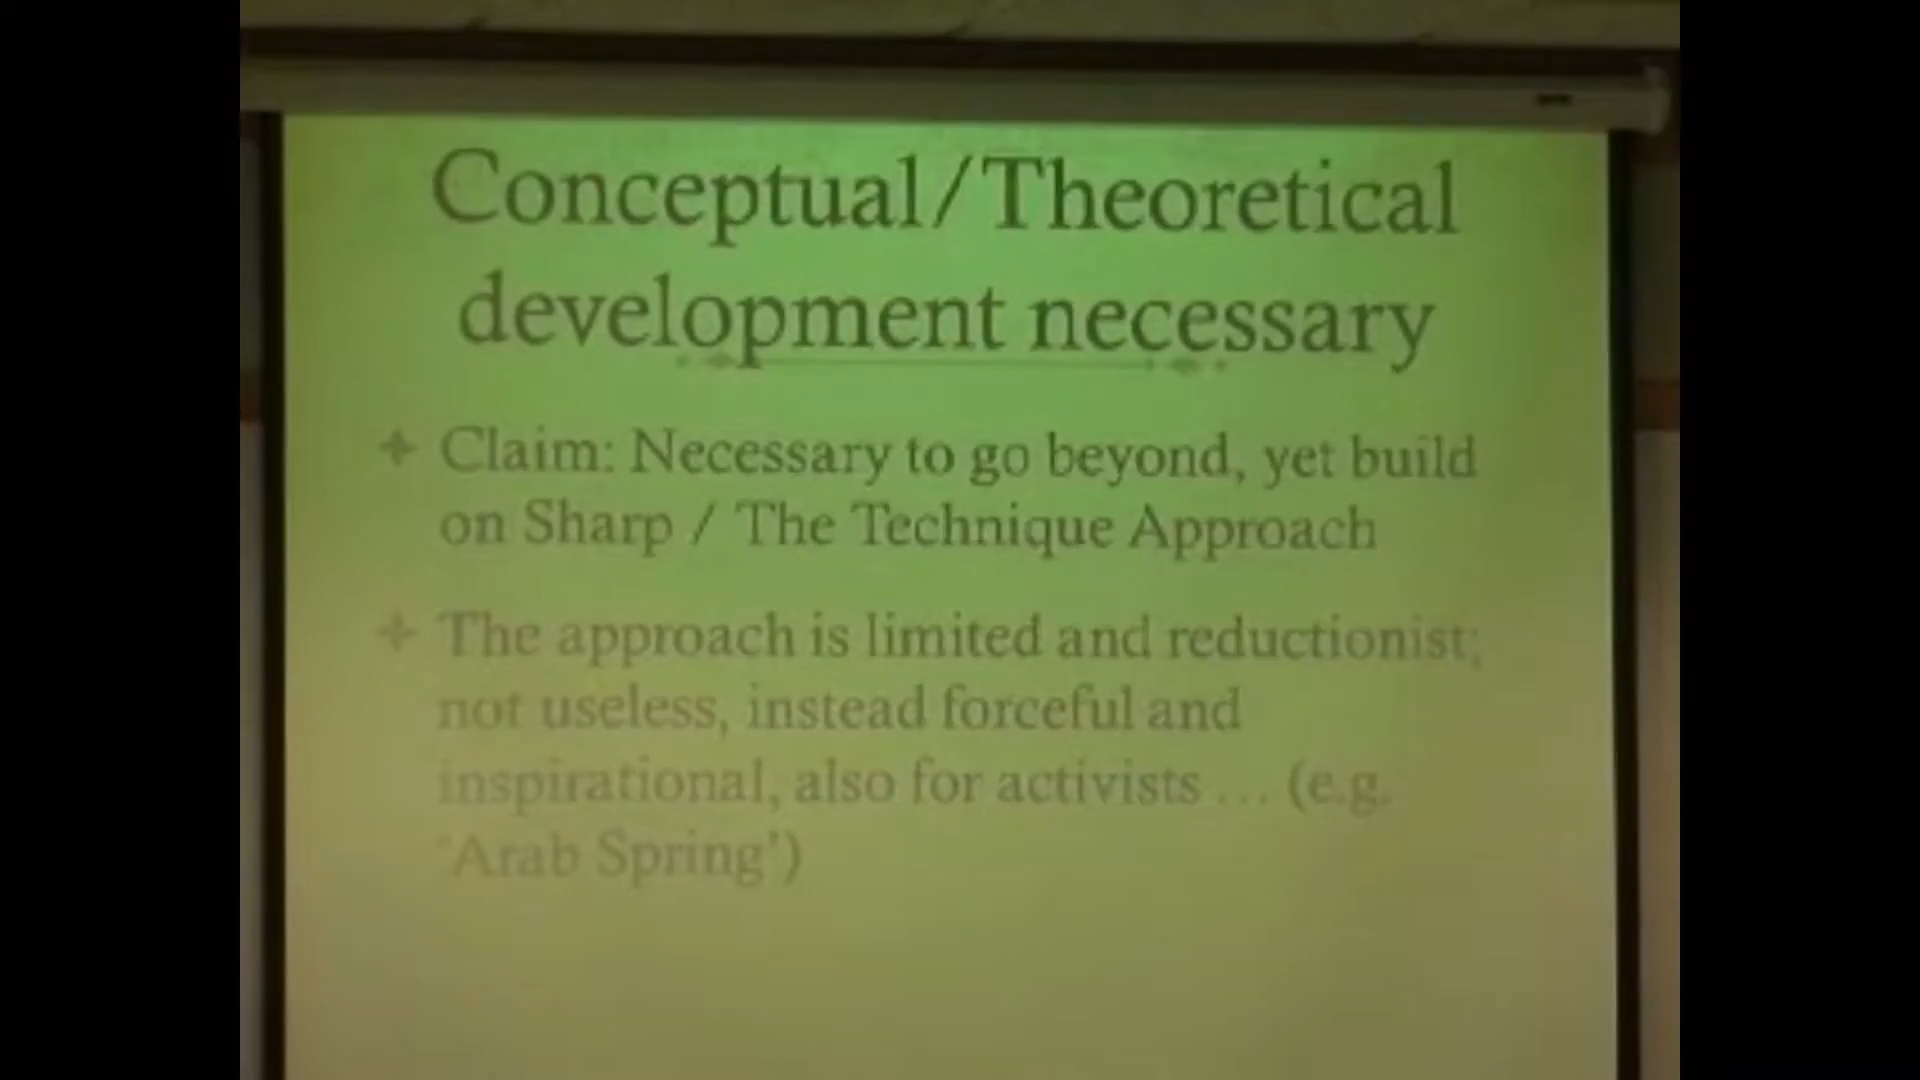 Conceptual/Theoretical
development necessary
Claim: Necessary to go beyond, yet build
on Sharp / The Technique Approach
The approach is limited and reductionist;
not useless, instead forceful and
inspirational, also for activists … (e.g.
'Arab Spring')